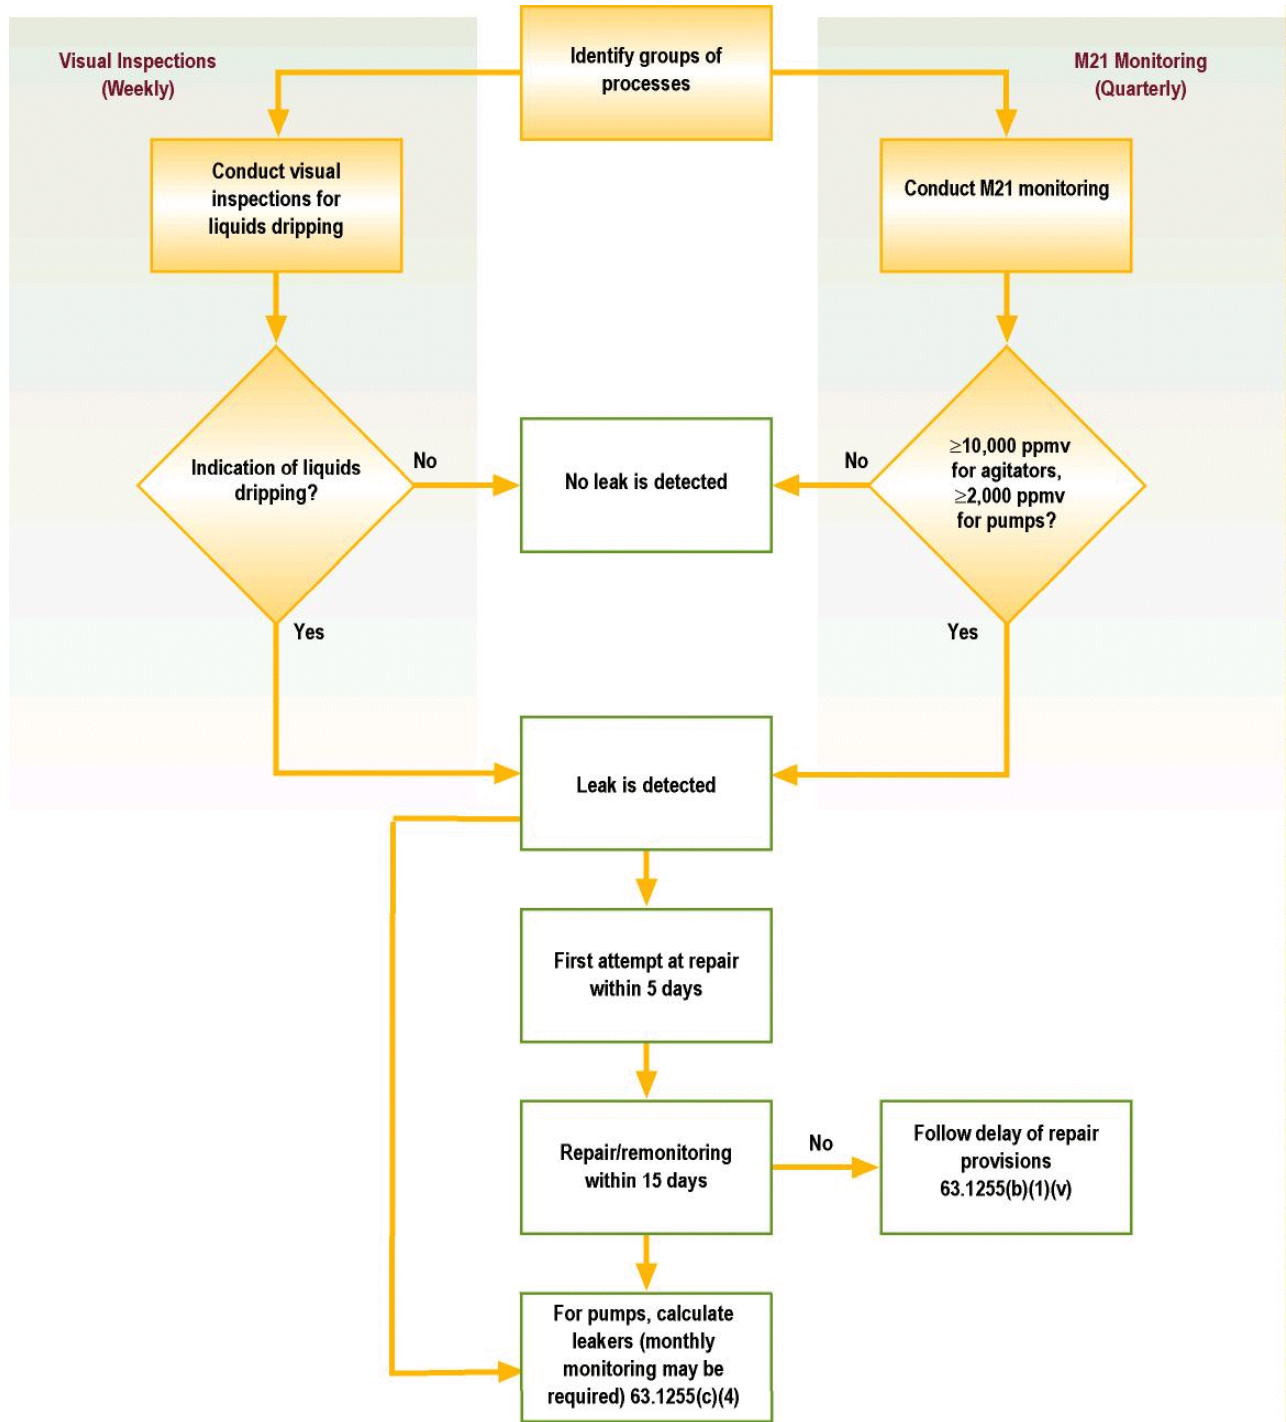 Identify groups of
processes
Visual Inspections
(Weekly)
M21 Monitoring
(Quarterly)
Conduct visual
inspections for
liquids dripping
Conduct M21 monitoring
Indication of liquids
dripping?
No
No leak is detected
No
≥10,000 ppmv
for agitators,
≥2,000 ppmv
for pumps?
Yes
Yes
Leak is detected
First attempt at repair
within 5 days
Repair/remonitoring
within 15 days
No
Follow delay of repair
provisions
63.1255(b)(1)(v)
For pumps, calculate
leakers (monthly
monitoring may be
required) 63.1255(c)(4)